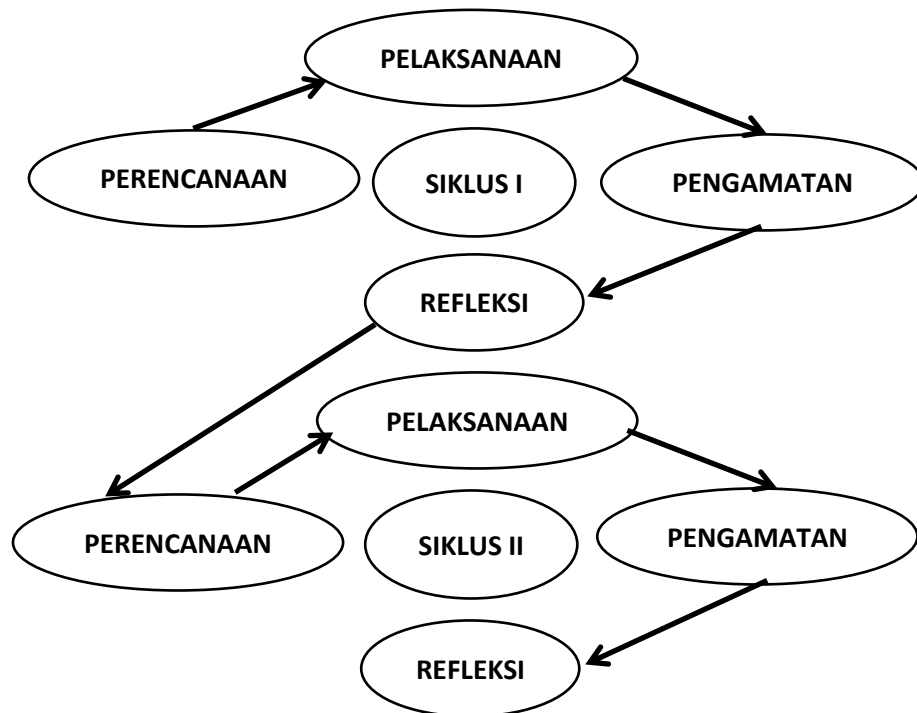 PELAKSANAAN
PERENCANAAN
SIKLUS I
PENGAMATAN
REFLEKSI
PELAKSANAAN
PERENCANAAN
SIKLUS II
PENGAMATAN
REFLEKSI